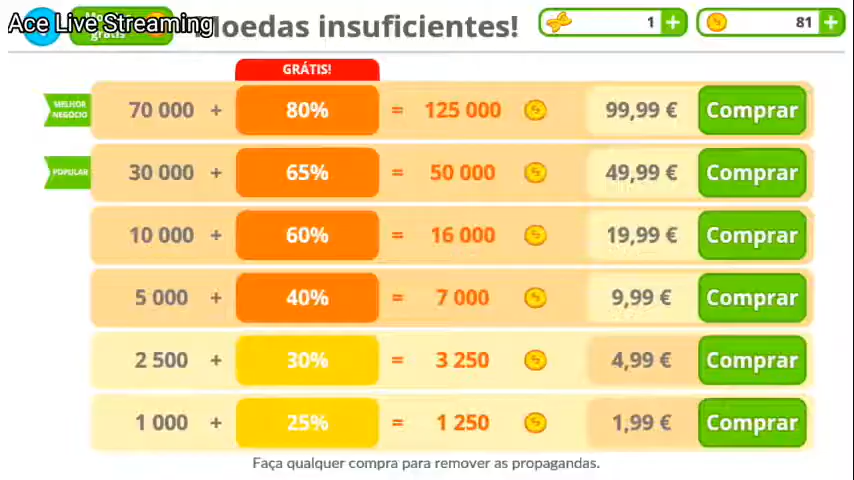 Ace Live Streaming
Moedas insuficientes!
grátis
1
81
GRÁTIS!
MELHOR NEGÓCIO
70 000 + 80% = 125 000 99,99 € Comprar
POPULAR
30 000 + 65% = 50 000 49,99 € Comprar
10 000 + 60% = 16 000 19,99 € Comprar
5 000 + 40% = 7 000 9,99 € Comprar
2 500 + 30% = 3 250 4,99 € Comprar
1 000 + 25% = 1 250 1,99 € Comprar
Faça qualquer compra para remover as propagandas.